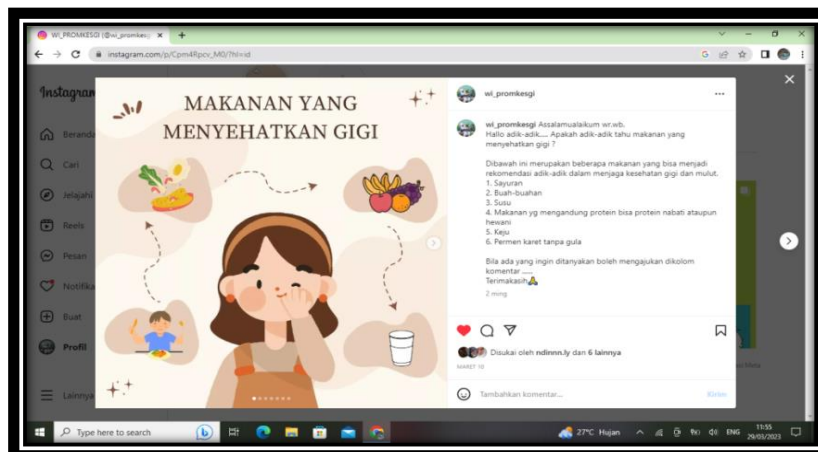 WI_PROMKESGI (@wi_promkesgi
instagram.com/p/Cpm4Rpcv_M0/?hl=id
Instagram
Beranda
Cari
Jelajahi
Reels
Pesan
Notifika
Buat
Profil
Lainnya
MAKANAN YANG
MENYEHATKAN GIGI
wi_promkesgi
wi_promkesgi Assalamualaikum wr.wb.
Hallo adik-adik..... Apakah adik-adik tahu makanan yang
menyehatkan gigi ?
Dibawah ini merupakan beberapa makanan yang bisa menjadi
rekomendasi adik-adik dalam menjaga kesehatan gigi dan mulut.
1. Sayuran
2. Buah-buahan
3. Susu
4. Makanan yg mengandung protein bisa protein nabati ataupun
hewani
5. Keju
6. Permen karet tanpa gula
Bila ada yang ingin ditanyakan boleh mengajukan dikolom
komentar ......
Terimakasih🙏
2 ming
Disukai oleh ndinnn.ly dan 6 lainnya
MARET 10
Tambahkan komentar...
Kirim
Meta
Type here to search
27°C Hujan
ENG
11:55
29/03/2023